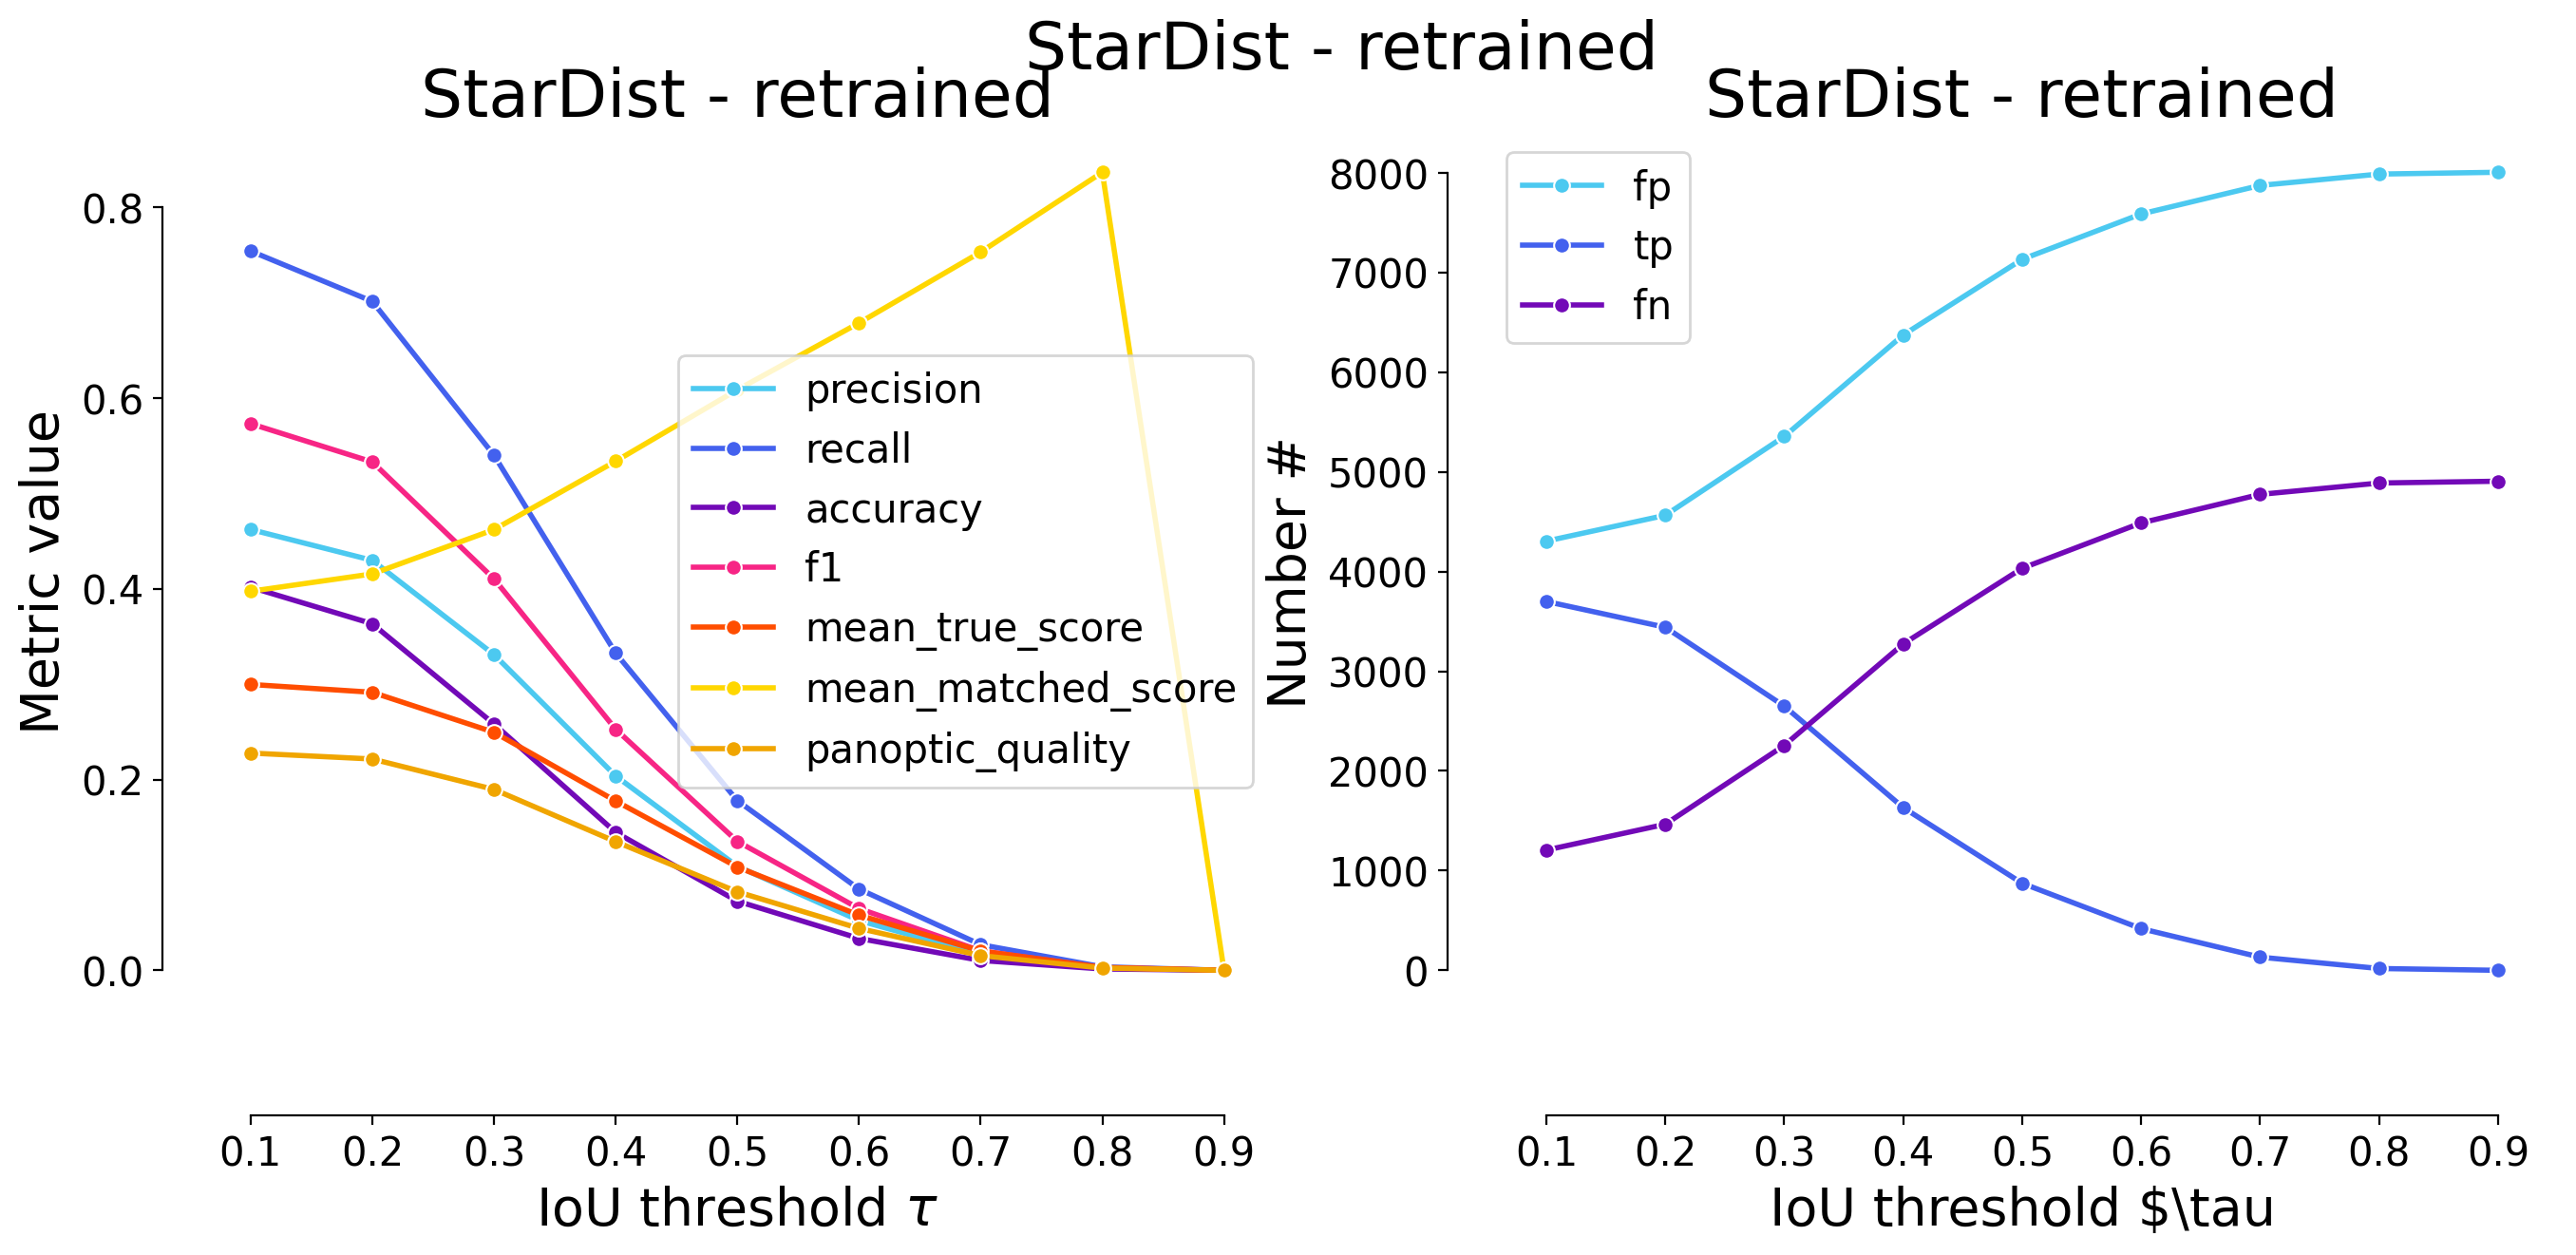 StarDist - retrained
StarDist - retrained
StarDist - retrained
Metric value
0.8
0.6
0.4
0.2
0.0
precision
recall
accuracy
f1
mean_true_score
mean_matched_score
panoptic_quality
0.1 0.2 0.3 0.4 0.5 0.6 0.7 0.8 0.9
IoU threshold τ
Number #
8000
7000
6000
5000
4000
3000
2000
1000
0
fp
tp
fn
0.1 0.2 0.3 0.4 0.5 0.6 0.7 0.8 0.9
IoU threshold $\tau